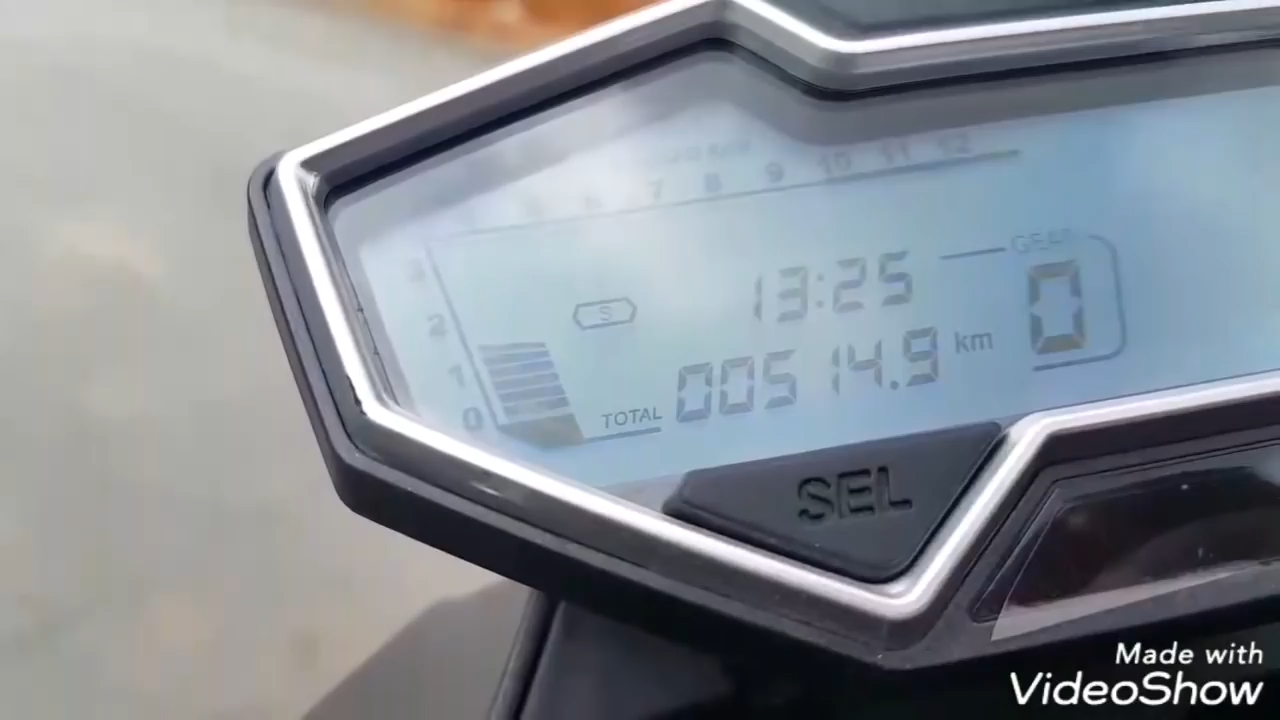 7 8 9 10 11 12
GEAR
13:25
0
S
2
1
0
00514.9 km
TOTAL
SEL
Made with
VideoShow